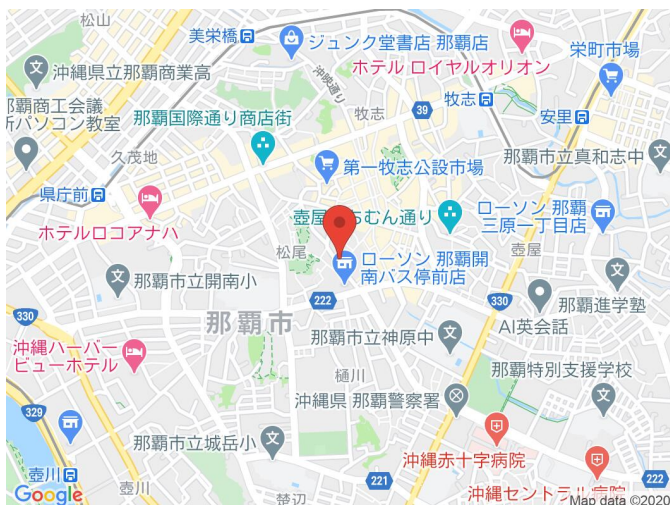 松山
美栄橋
ジュンク堂書店 那覇店
ホテル ロイヤルオリオン
栄町市場
沖縄県立那覇商業高
沖映通り
牧志
牧志
安里
39
那覇商工会議
所パソコン教室
那覇国際通り商店街
那覇市立真和志中
久茂地
第一牧志公設市場
県庁前
ホテルロコアナハ
壺屋
ちむん通り
ローソン 那覇
三原一丁目店
松尾
壺屋
那覇市立開南小
ローソン 那覇開
南バス停前店
222
330
那覇市
330
AI英会話
那覇進学塾
沖縄ハーバー
ビューホテル
那覇市立神原中
樋川
那覇特別支援学校
沖縄県 那覇警察署
329
那覇市立城岳小
沖縄赤十字病院
壺川
壺川
楚辺
221
222
沖縄セントラル病院
Google
Map data ©2020